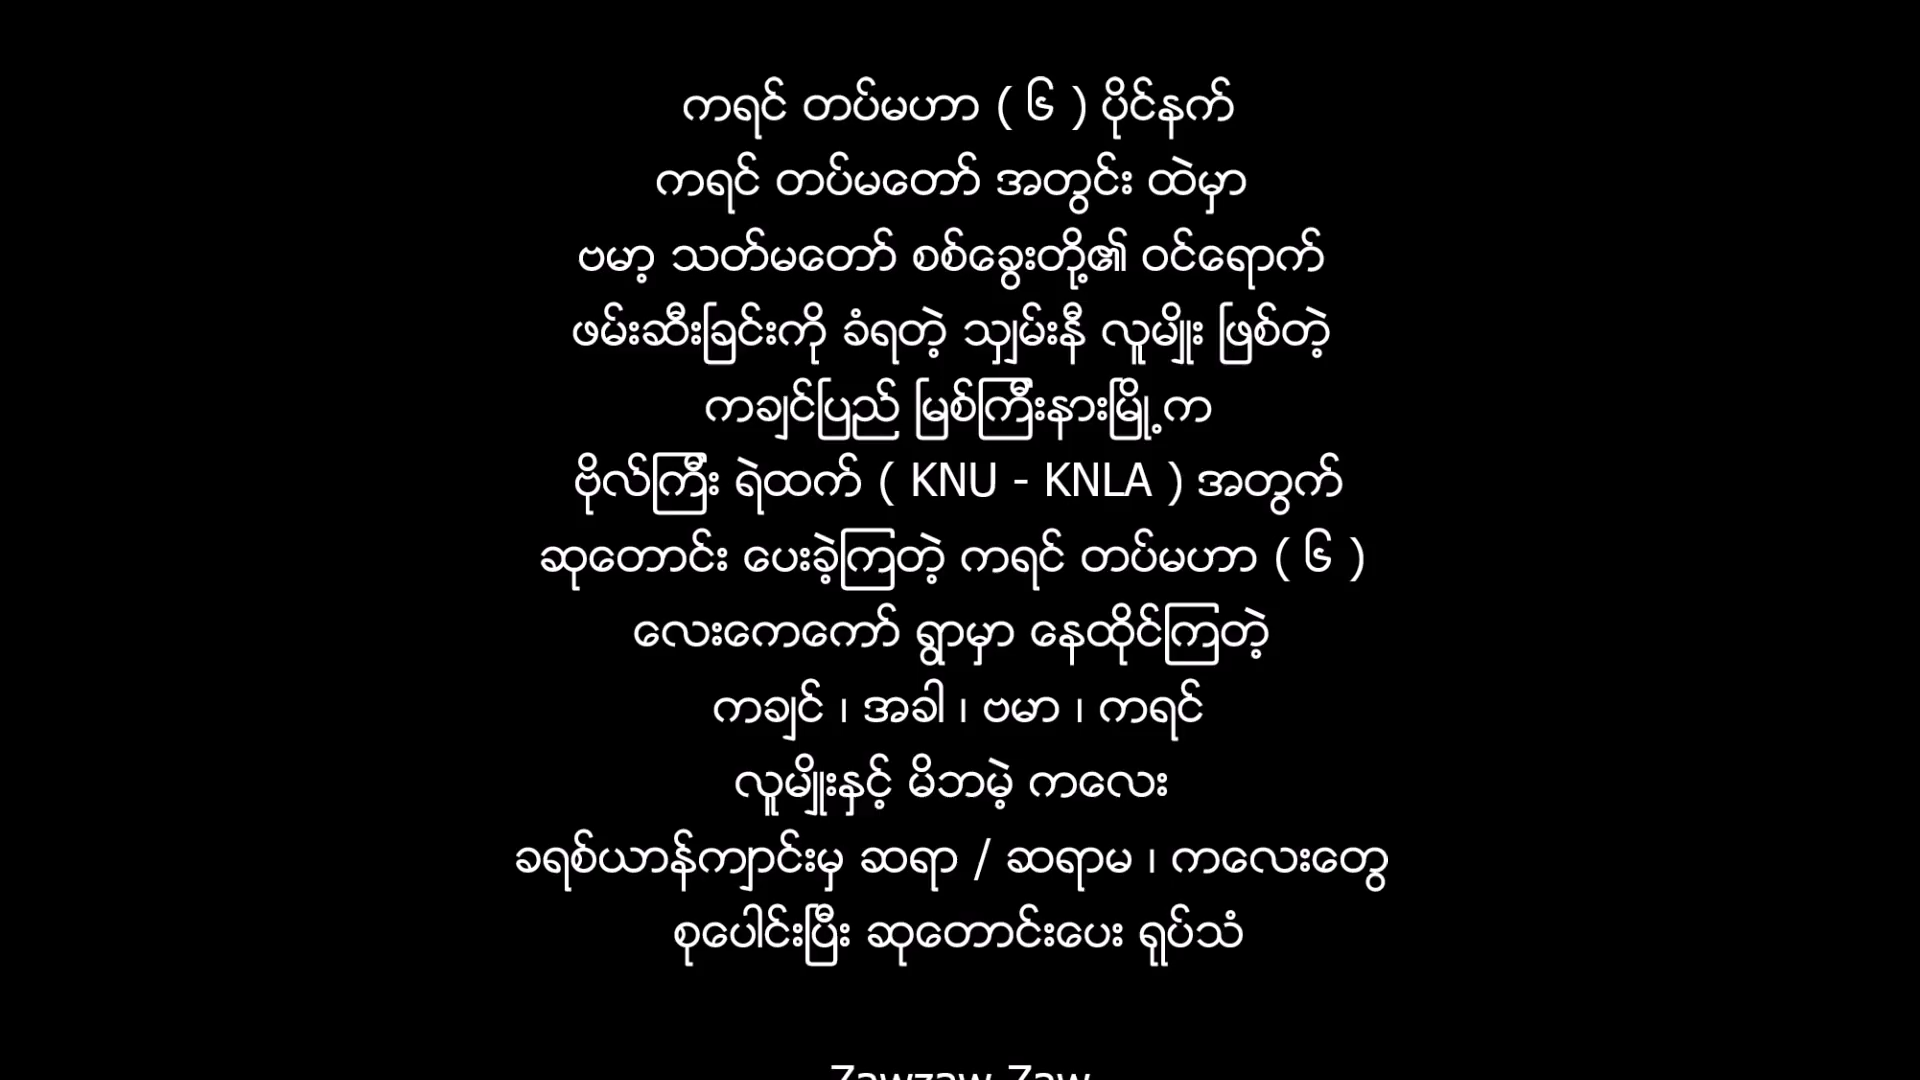 ကရင် တပ်မဟာ ( ၆ ) ပိုင်နက်
ကရင် တပ်မတော် အတွင်း ထဲမှာ
ဗမာ့ သတ်မတော် စစ်ခွေးတို့၏ ဝင်ရောက်
ဖမ်းဆီးခြင်းကို ခံရတဲ့ သျှမ်းနီ လူမျိုး ဖြစ်တဲ့
ကချင်ပြည် မြစ်ကြီးနားမြို့က
ဗိုလ်ကြီး ရဲထက် ( KNU - KNLA ) အတွက်
ဆုတောင်း ပေးခဲ့ကြတဲ့ ကရင် တပ်မဟာ ( ၆ )
လေးကေကော် ရွာမှာ နေထိုင်ကြတဲ့
ကချင် ၊ အခါ ၊ ဗမာ ၊ ကရင်
လူမျိုးနှင့် မိဘမဲ့ ကလေး
ခရစ်ယာန်ကျာင်းမှ ဆရာ / ဆရာမ ၊ ကလေးတွေ
စုပေါင်းပြီး ဆုတောင်းပေး ရုပ်သံ
Zawzaw Zaw